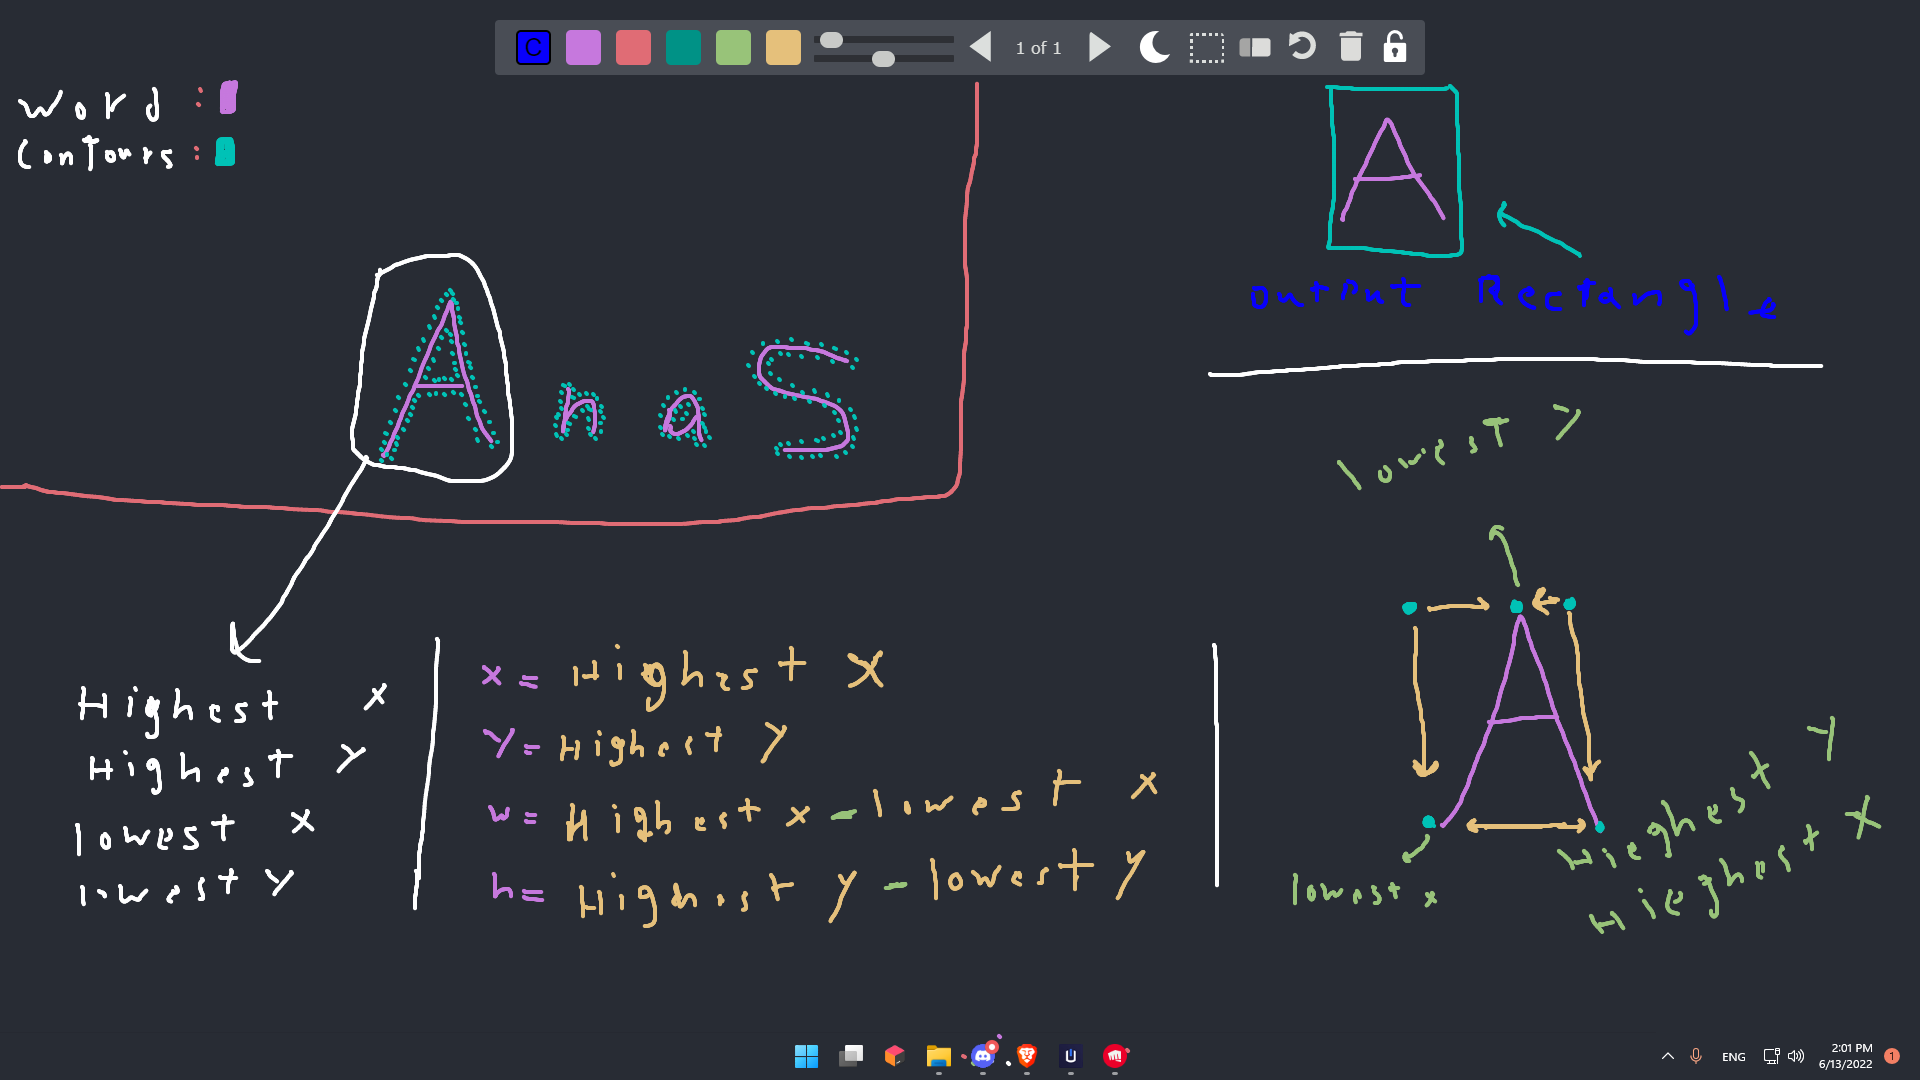 C
1 of 1
Word :
Contours :
AnaS
A
output Rectangle
lowest y
A
lowest x
Hieghest y
Hieghest x
Highest x
Highest y
lowest x
lowest y
x = Highest X
y = Highest y
w = Highest x - lowest x
h = Highest y - lowest y
ENG
2:01 PM
6/13/2022
1